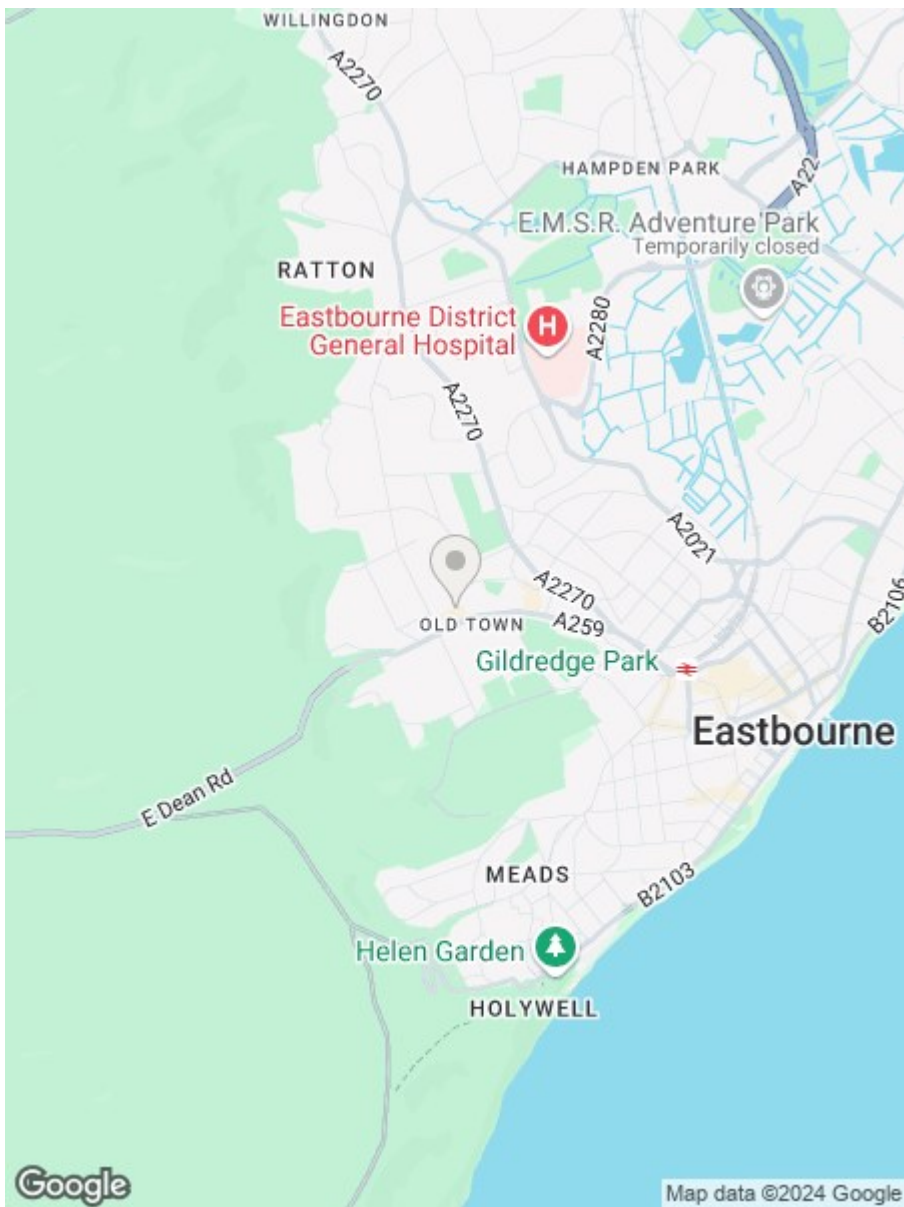 WILLINGDON
A2270
HAMPDEN PARK
A22
E.M.S.R. Adventure Park
Temporarily closed
RATTON
Eastbourne District
General Hospital
H
A2280
A2270
A2021
A2270
A259
B2106
OLD TOWN
Gildredge Park
Eastbourne
E Dean Rd
MEADS
B2103
Helen Garden
HOLYWELL
Google
Map data ©2024 Google